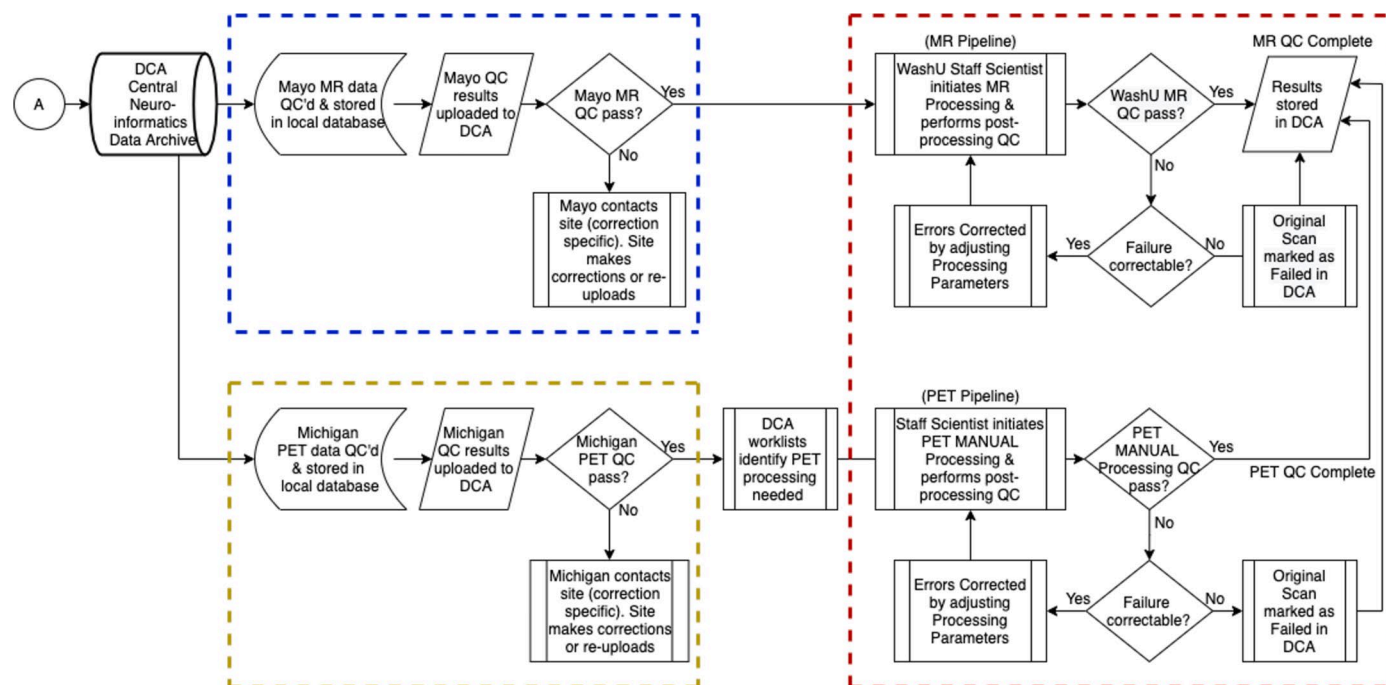 A
DCA
Central
Neuro-
informatics
Data Archive
Mayo MR data
QC'd & stored
in local database
Mayo QC
results
uploaded to
DCA
Mayo MR
QC pass?
Yes
No
Mayo contacts
site (correction
specific). Site
makes
corrections or re-
uploads
(MR Pipeline)
WashU Staff Scientist
initiates MR
Processing &
performs post-
processing QC
WashU MR
QC pass?
Yes
No
MR QC Complete
Results
stored
in DCA
Errors Corrected
by adjusting
Processing
Parameters
Yes
Failure
correctable?
No
Original
Scan
marked as
Failed in
DCA
Michigan
PET data QC'd
& stored in
local database
Michigan
QC results
uploaded to
DCA
Michigan
PET QC
pass?
Yes
No
Michigan contacts
site (correction
specific). Site
makes corrections
or re-uploads
DCA
worklists
identify PET
processing
needed
(PET Pipeline)
Staff Scientist initiates
PET MANUAL
Processing &
performs post-
processing QC
PET
MANUAL
Processing QC
pass?
Yes
PET QC Complete
No
Errors Corrected
by adjusting
Processing
Parameters
Yes
Failure
correctable?
No
Original
Scan
marked as
Failed in
DCA